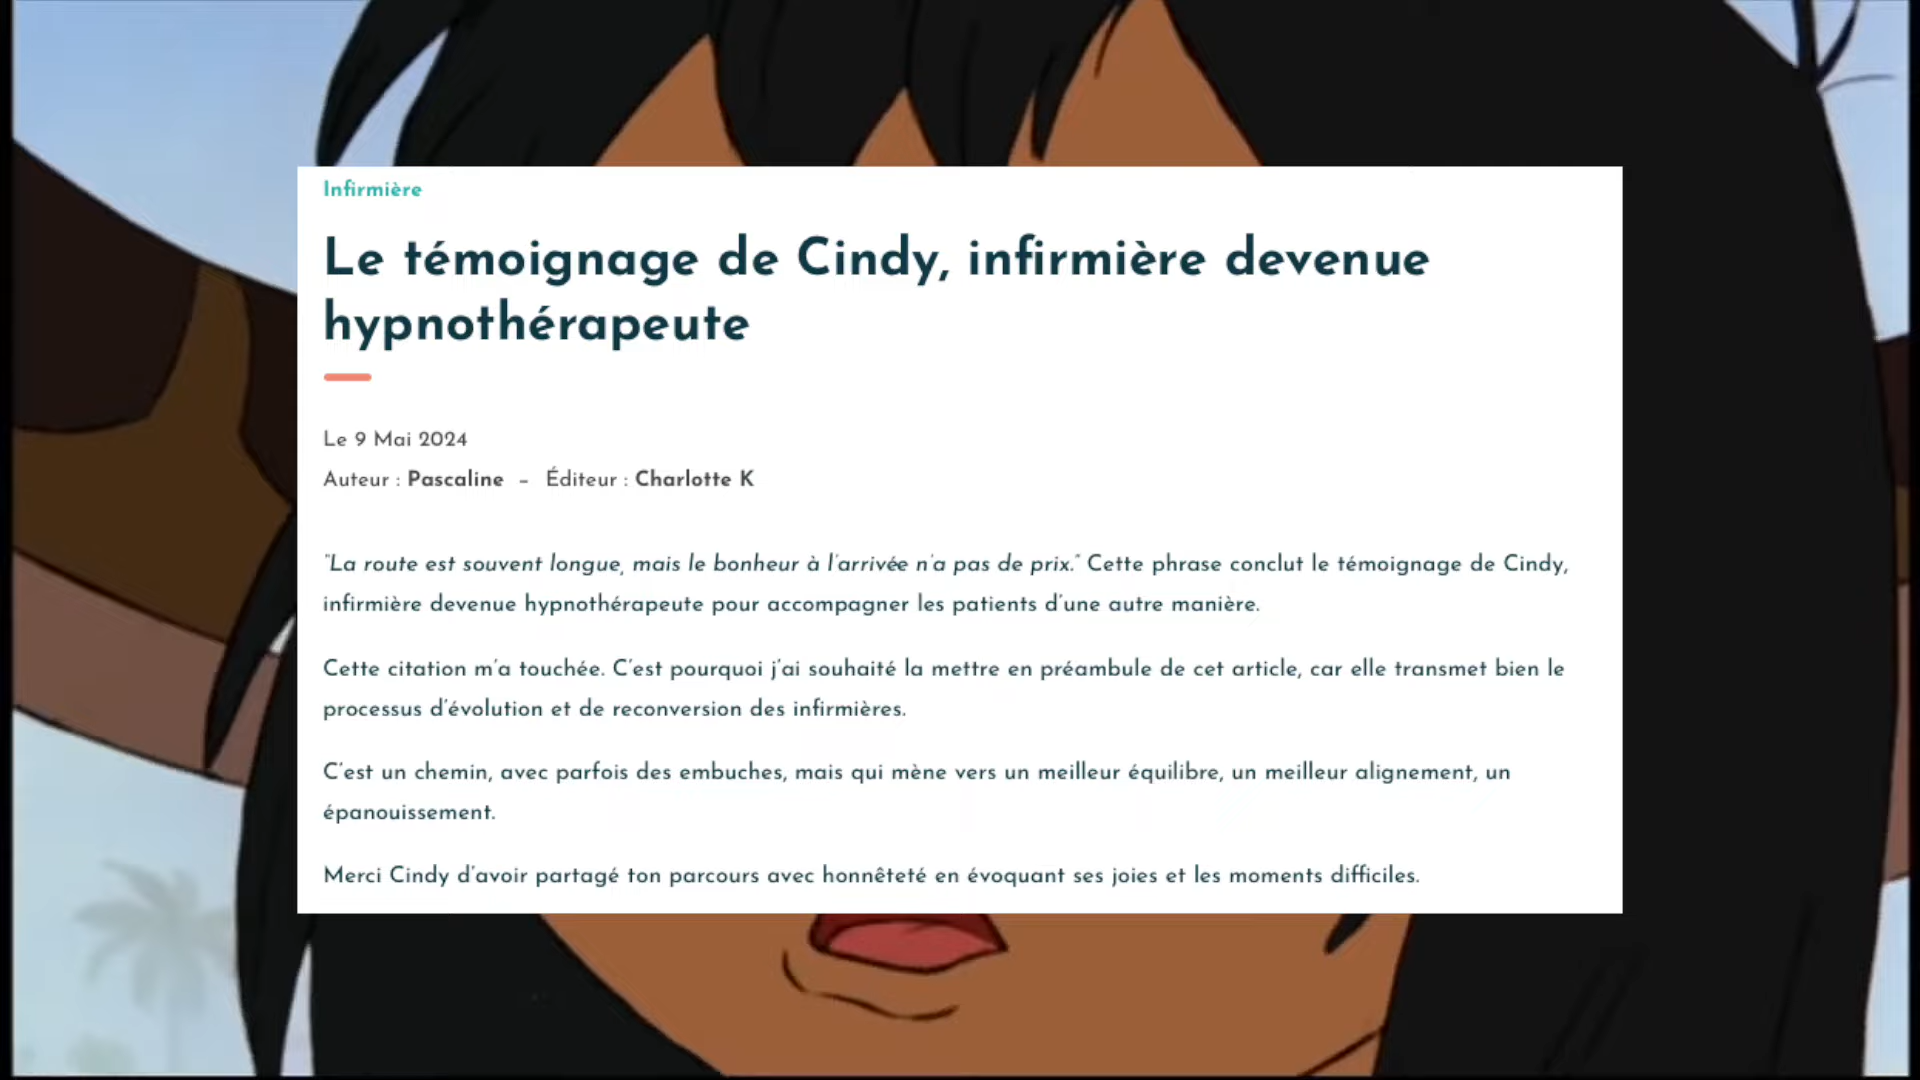 Infirmière
Le témoignage de Cindy, infirmière devenue
hypnothérapeute
Le 9 Mai 2024
Auteur : Pascaline – Éditeur : Charlotte K
"La route est souvent longue, mais le bonheur à l'arrivée n'a pas de prix." Cette phrase conclut le témoignage de Cindy,
infirmière devenue hypnothérapeute pour accompagner les patients d'une autre manière.
Cette citation m'a touchée. C'est pourquoi j'ai souhaité la mettre en préambule de cet article, car elle transmet bien le
processus d'évolution et de reconversion des infirmières.
C'est un chemin, avec parfois des embuches, mais qui mène vers un meilleur équilibre, un meilleur alignement, un
épanouissement.
Merci Cindy d'avoir partagé ton parcours avec honnêteté en évoquant ses joies et les moments difficiles.